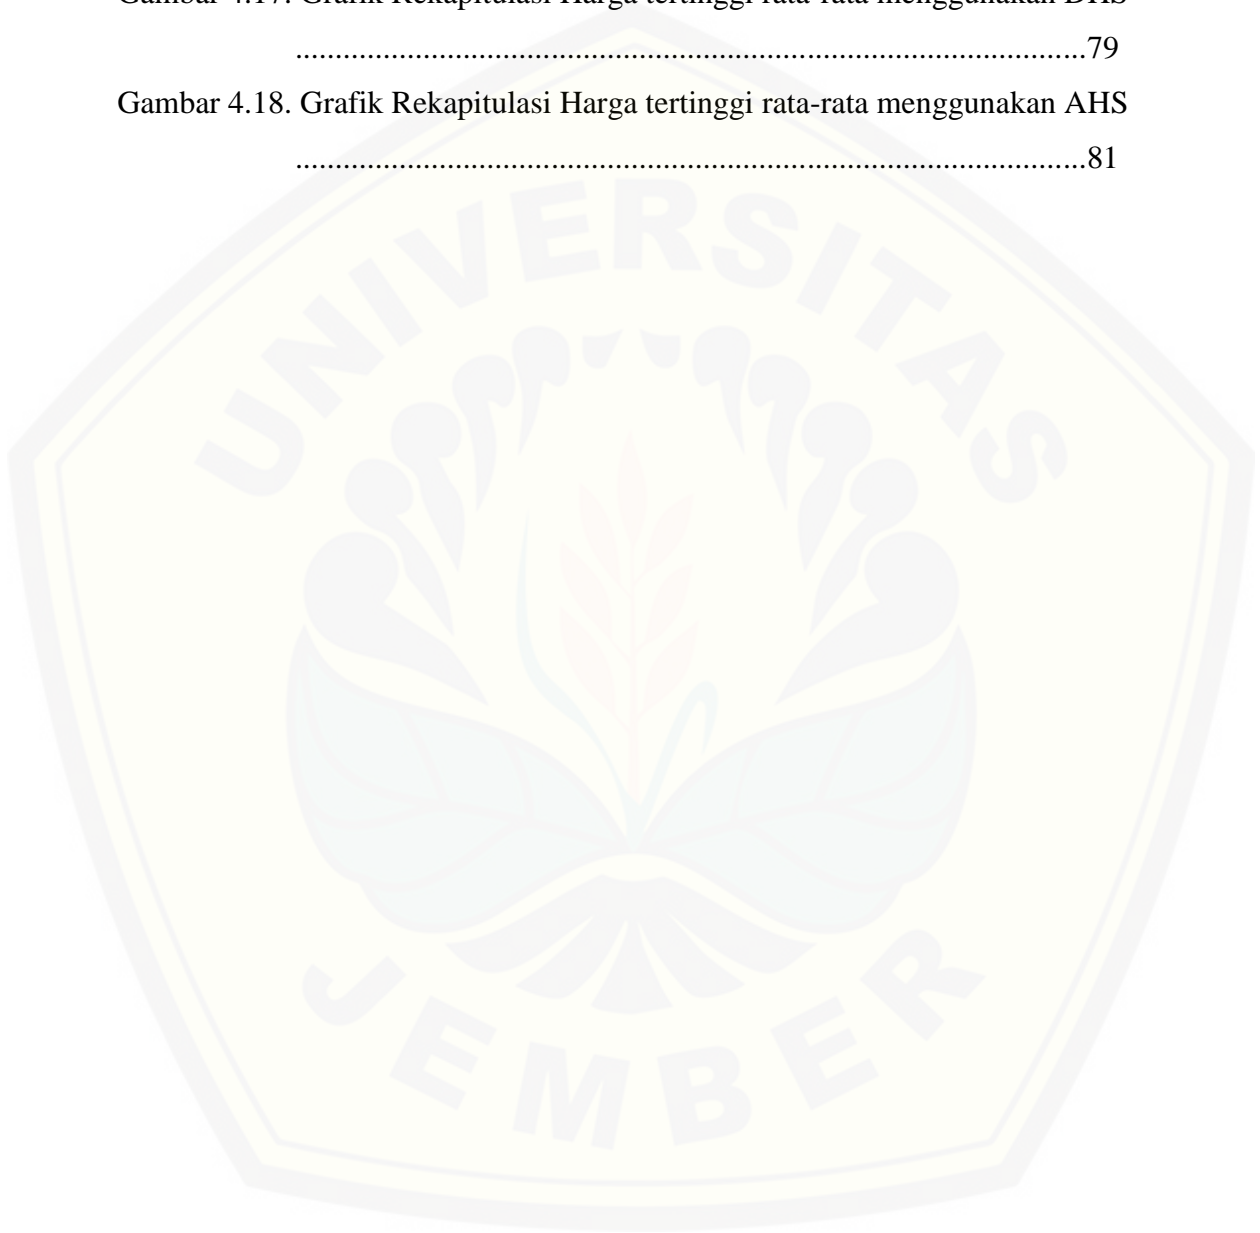 Gambar 4.17. Grafik Rekapitulasi Harga tertinggi rata-rata menggunakan DHS
.....................................................................................................79
Gambar 4.18. Grafik Rekapitulasi Harga tertinggi rata-rata menggunakan AHS
.....................................................................................................81
UNIVERSITAS
JEMBER